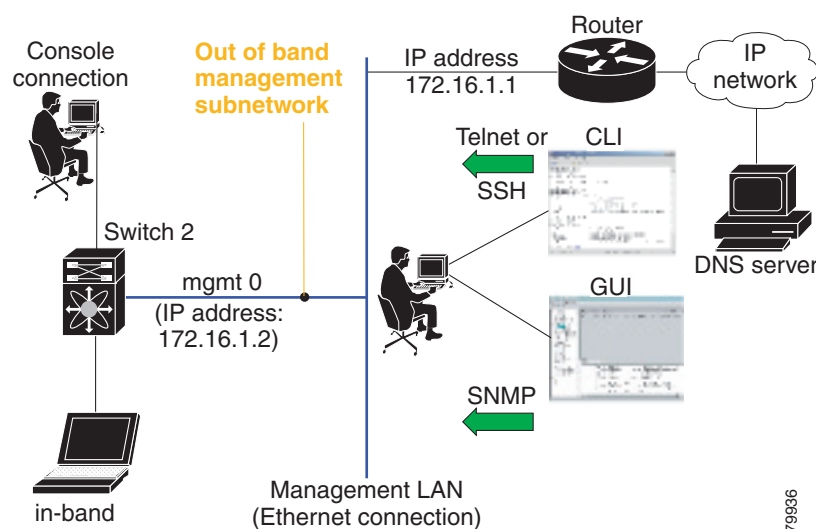 Console
connection
Out of band
management
subnetwork
Router
IP address
172.16.1.1
IP
network
Telnet or
SSH
CLI
Switch 2
DNS server
mgmt 0
(IP address:
172.16.1.2)
GUI
SNMP
in-band
Management LAN
(Ethernet connection)
79936